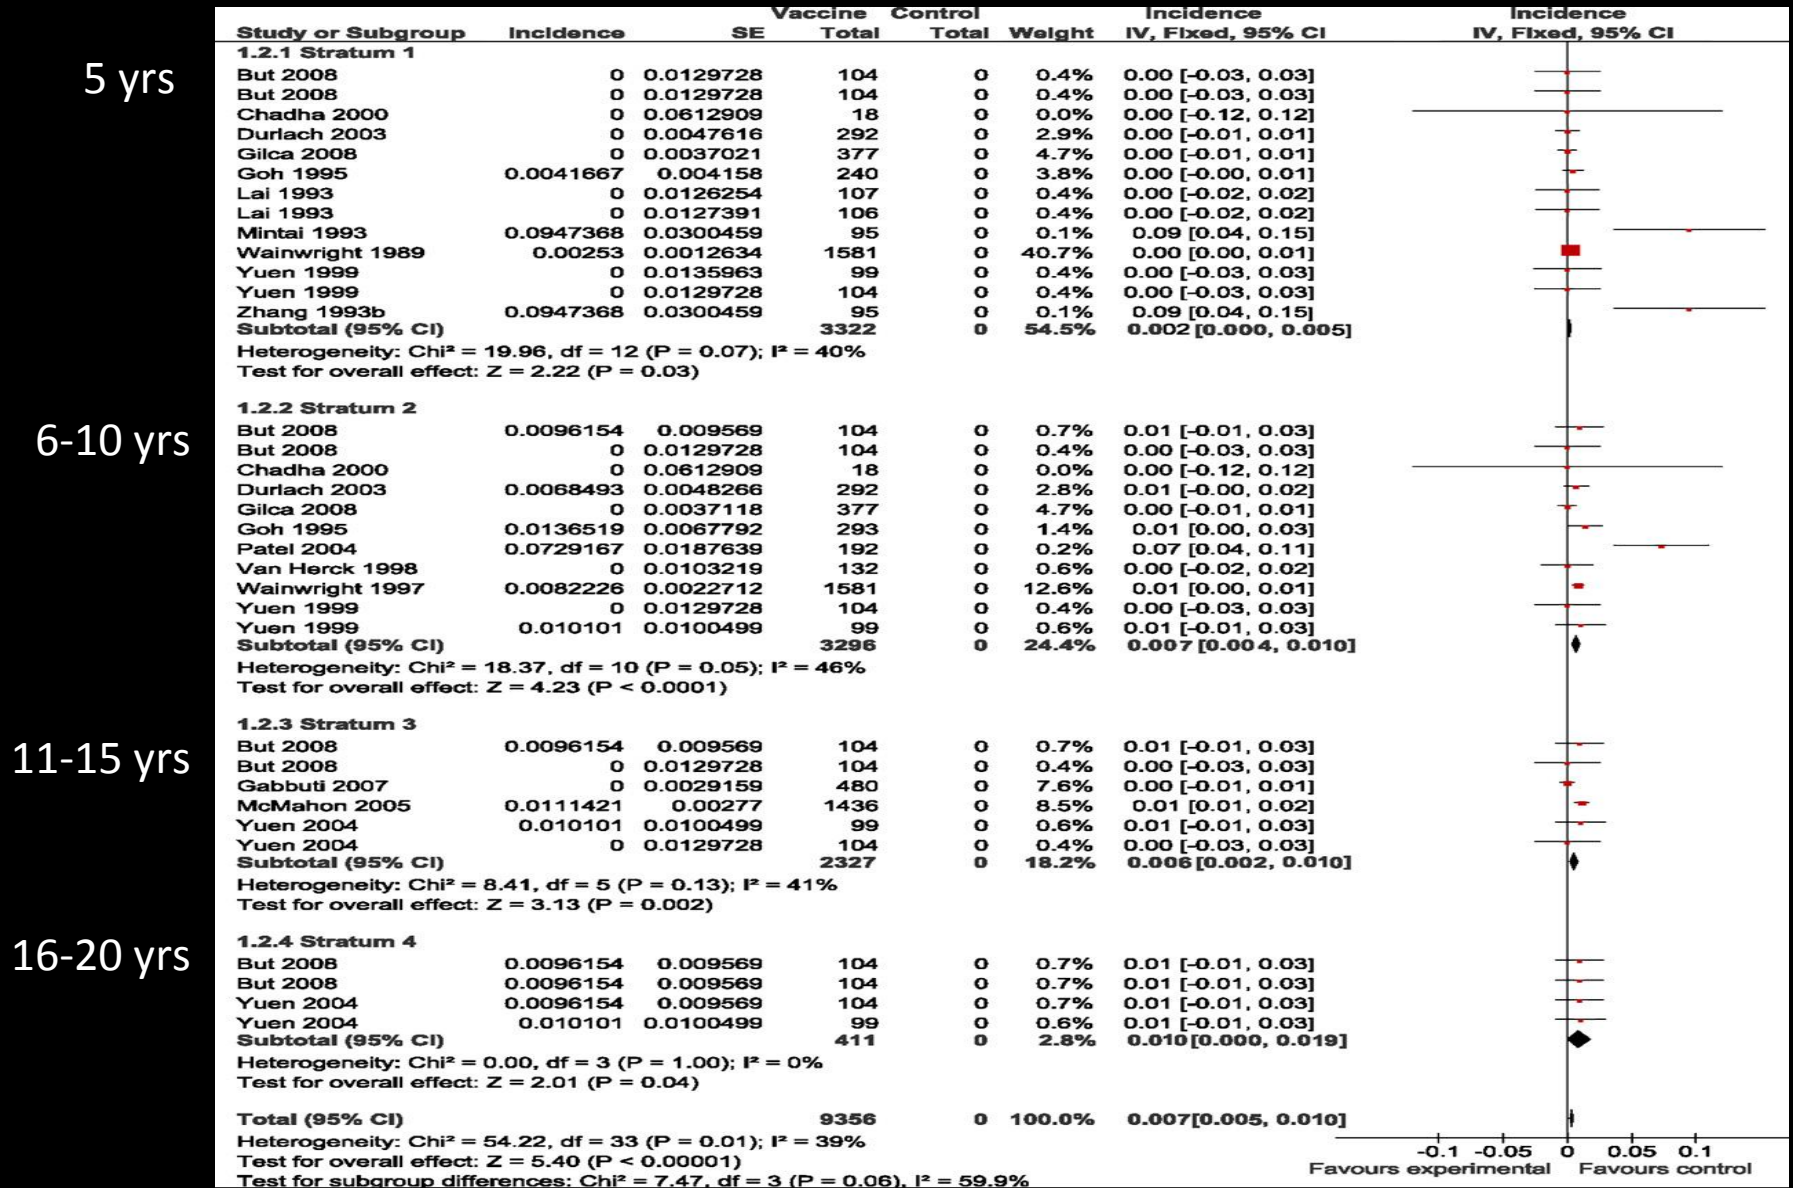 Vaccine Control Incidence Incidence
Study or Subgroup Incidence SE Total Total Weight IV, Fixed, 95% CI IV, Fixed, 95% CI
5 yrs
1.2.1 Stratum 1
But 2008 0 0.0129728 104 0 0.4% 0.00 [-0.03, 0.03]
But 2008 0 0.0129728 104 0 0.4% 0.00 [-0.03, 0.03]
Chadha 2000 0 0.0612909 18 0 0.0% 0.00 [-0.12, 0.12]
Durlach 2003 0 0.0047616 292 0 2.9% 0.00 [-0.01, 0.01]
Gilca 2008 0 0.0037021 377 0 4.7% 0.00 [-0.01, 0.01]
Goh 1995 0.0041667 0.004158 240 0 3.8% 0.00 [-0.00, 0.01]
Lai 1993 0 0.0126254 107 0 0.4% 0.00 [-0.02, 0.02]
Lai 1993 0 0.0127391 106 0 0.4% 0.00 [-0.02, 0.02]
Mintai 1993 0.0947368 0.0300459 95 0 0.1% 0.09 [0.04, 0.15]
Wainwright 1989 0.00253 0.0012634 1581 0 40.7% 0.00 [0.00, 0.01]
Yuen 1999 0 0.0135963 99 0 0.4% 0.00 [-0.03, 0.03]
Yuen 1999 0 0.0129728 104 0 0.4% 0.00 [-0.03, 0.03]
Zhang 1993b 0.0947368 0.0300459 95 0 0.1% 0.09 [0.04, 0.15]
Subtotal (95% CI) 3322 0 54.5% 0.002 [0.000, 0.005]
Heterogeneity: Chi² = 19.96, df = 12 (P = 0.07); I² = 40%
Test for overall effect: Z = 2.22 (P = 0.03)
6-10 yrs
1.2.2 Stratum 2
But 2008 0.0096154 0.009569 104 0 0.7% 0.01 [-0.01, 0.03]
But 2008 0 0.0129728 104 0 0.4% 0.00 [-0.03, 0.03]
Chadha 2000 0 0.0612909 18 0 0.0% 0.00 [-0.12, 0.12]
Durlach 2003 0.0068493 0.0048266 292 0 2.8% 0.01 [-0.00, 0.02]
Gilca 2008 0 0.0037118 377 0 4.7% 0.00 [-0.01, 0.01]
Goh 1995 0.0136519 0.0067792 293 0 1.4% 0.01 [0.00, 0.03]
Patel 2004 0.0729167 0.0187639 192 0 0.2% 0.07 [0.04, 0.11]
Van Herck 1998 0 0.0103219 132 0 0.6% 0.00 [-0.02, 0.02]
Wainwright 1997 0.0082226 0.0022712 1581 0 12.6% 0.01 [0.00, 0.01]
Yuen 1999 0 0.0129728 104 0 0.4% 0.00 [-0.03, 0.03]
Yuen 1999 0.010101 0.0100499 99 0 0.6% 0.01 [-0.01, 0.03]
Subtotal (95% CI) 3296 0 24.4% 0.007 [0.004, 0.010]
Heterogeneity: Chi² = 18.37, df = 10 (P = 0.05); I² = 46%
Test for overall effect: Z = 4.23 (P < 0.0001)
11-15 yrs
1.2.3 Stratum 3
But 2008 0.0096154 0.009569 104 0 0.7% 0.01 [-0.01, 0.03]
But 2008 0 0.0129728 104 0 0.4% 0.00 [-0.03, 0.03]
Gabbuti 2007 0 0.0029159 480 0 7.6% 0.00 [-0.01, 0.01]
McMahon 2005 0.0111421 0.00277 1436 0 8.5% 0.01 [0.01, 0.02]
Yuen 2004 0.010101 0.0100499 99 0 0.6% 0.01 [-0.01, 0.03]
Yuen 2004 0 0.0129728 104 0 0.4% 0.00 [-0.03, 0.03]
Subtotal (95% CI) 2327 0 18.2% 0.006 [0.002, 0.010]
Heterogeneity: Chi² = 8.41, df = 5 (P = 0.13); I² = 41%
Test for overall effect: Z = 3.13 (P = 0.002)
16-20 yrs
1.2.4 Stratum 4
But 2008 0.0096154 0.009569 104 0 0.7% 0.01 [-0.01, 0.03]
But 2008 0.0096154 0.009569 104 0 0.7% 0.01 [-0.01, 0.03]
Yuen 2004 0.0096154 0.009569 104 0 0.7% 0.01 [-0.01, 0.03]
Yuen 2004 0.010101 0.0100499 99 0 0.6% 0.01 [-0.01, 0.03]
Subtotal (95% CI) 411 0 2.8% 0.010 [0.000, 0.019]
Heterogeneity: Chi² = 0.00, df = 3 (P = 1.00); I² = 0%
Test for overall effect: Z = 2.01 (P = 0.04)
Total (95% CI) 9356 0 100.0% 0.007 [0.005, 0.010]
Heterogeneity: Chi² = 54.22, df = 33 (P = 0.01); I² = 39%
Test for overall effect: Z = 5.40 (P < 0.00001)
Test for subgroup differences: Chi² = 7.47, df = 3 (P = 0.06), I² = 59.9%
-0.1 -0.05 0 0.05 0.1
Favours experimental Favours control